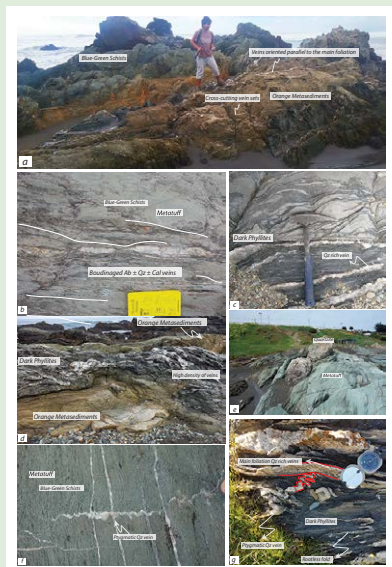 Blue-Green Schists
Veins oriented parallel to the main foliation
Cross-cutting vein sets
Orange Metasediments
a
Blue-Green Schists
Metatuff
Boudinaged Ab ± Qz ± Cal veins
b
Dark Phyllites
Qz rich vein
c
Orange Metasediments
Dark Phyllites
High density of veins
Orange Metasediments
d
Metatuff
e
Metatuff
Blue-Green Schists
Ptygmatic Qz vein
f
Main foliation Qz rich veins
Dark Phyllites
Ptygmatic Qz vein
Rootless fold
g